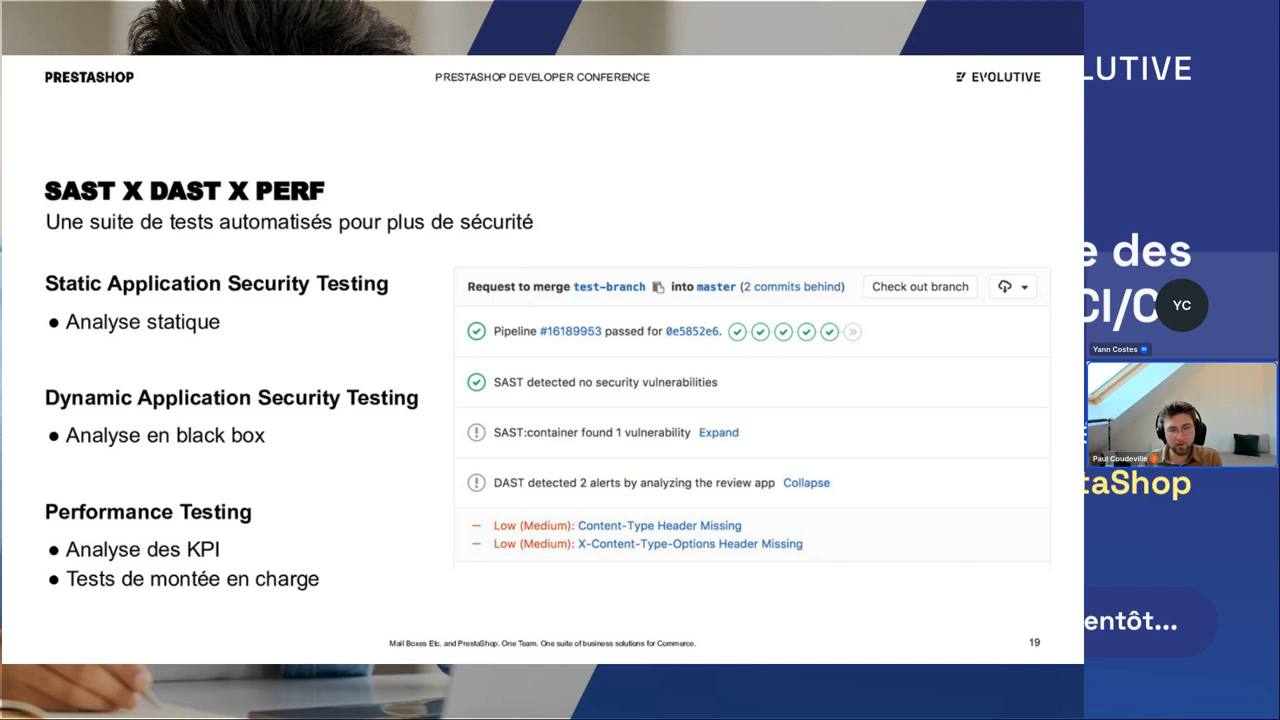 PRESTASHOP
PRESTASHOP DEVELOPER CONFERENCE
EVOLUTIVE
SAST X DAST X PERF
Une suite de tests automatisés pour plus de sécurité
Static Application Security Testing
● Analyse statique
Dynamic Application Security Testing
● Analyse en black box
Performance Testing
● Analyse des KPI
● Tests de montée en charge
Request to merge test-branch into master (2 commits behind) Check out branch
Pipeline #16189953 passed for 0e5852e6.
SAST detected no security vulnerabilities
SAST:container found 1 vulnerability Expand
DAST detected 2 alerts by analyzing the review app Collapse
— Low (Medium): Content-Type Header Missing
— Low (Medium): X-Content-Type-Options Header Missing
Mail Boxes Etc. and PrestaShop. One Team. One suite of business solutions for Commerce.
19
LUTIVE
e des
CI/C
YC
Yann Costes
Paul Coudeville
taShop
entôt...